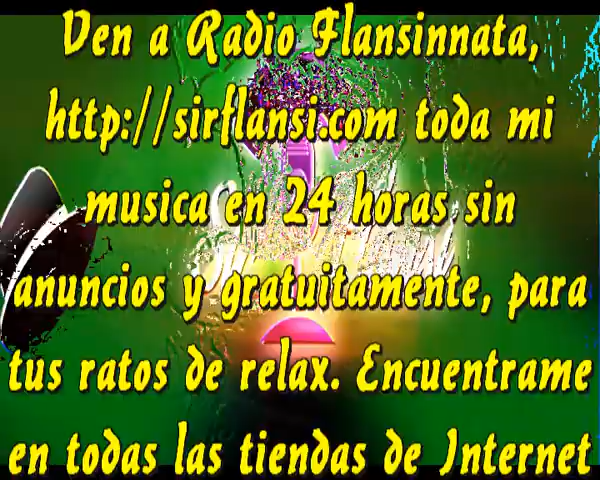 Ven a Radio Flansinnata,
http://sirflansi.com toda mi
musica en 24 horas sin
anuncios y gratuitamente, para
tus ratos de relax. Encuentrame
en todas las tiendas de Internet